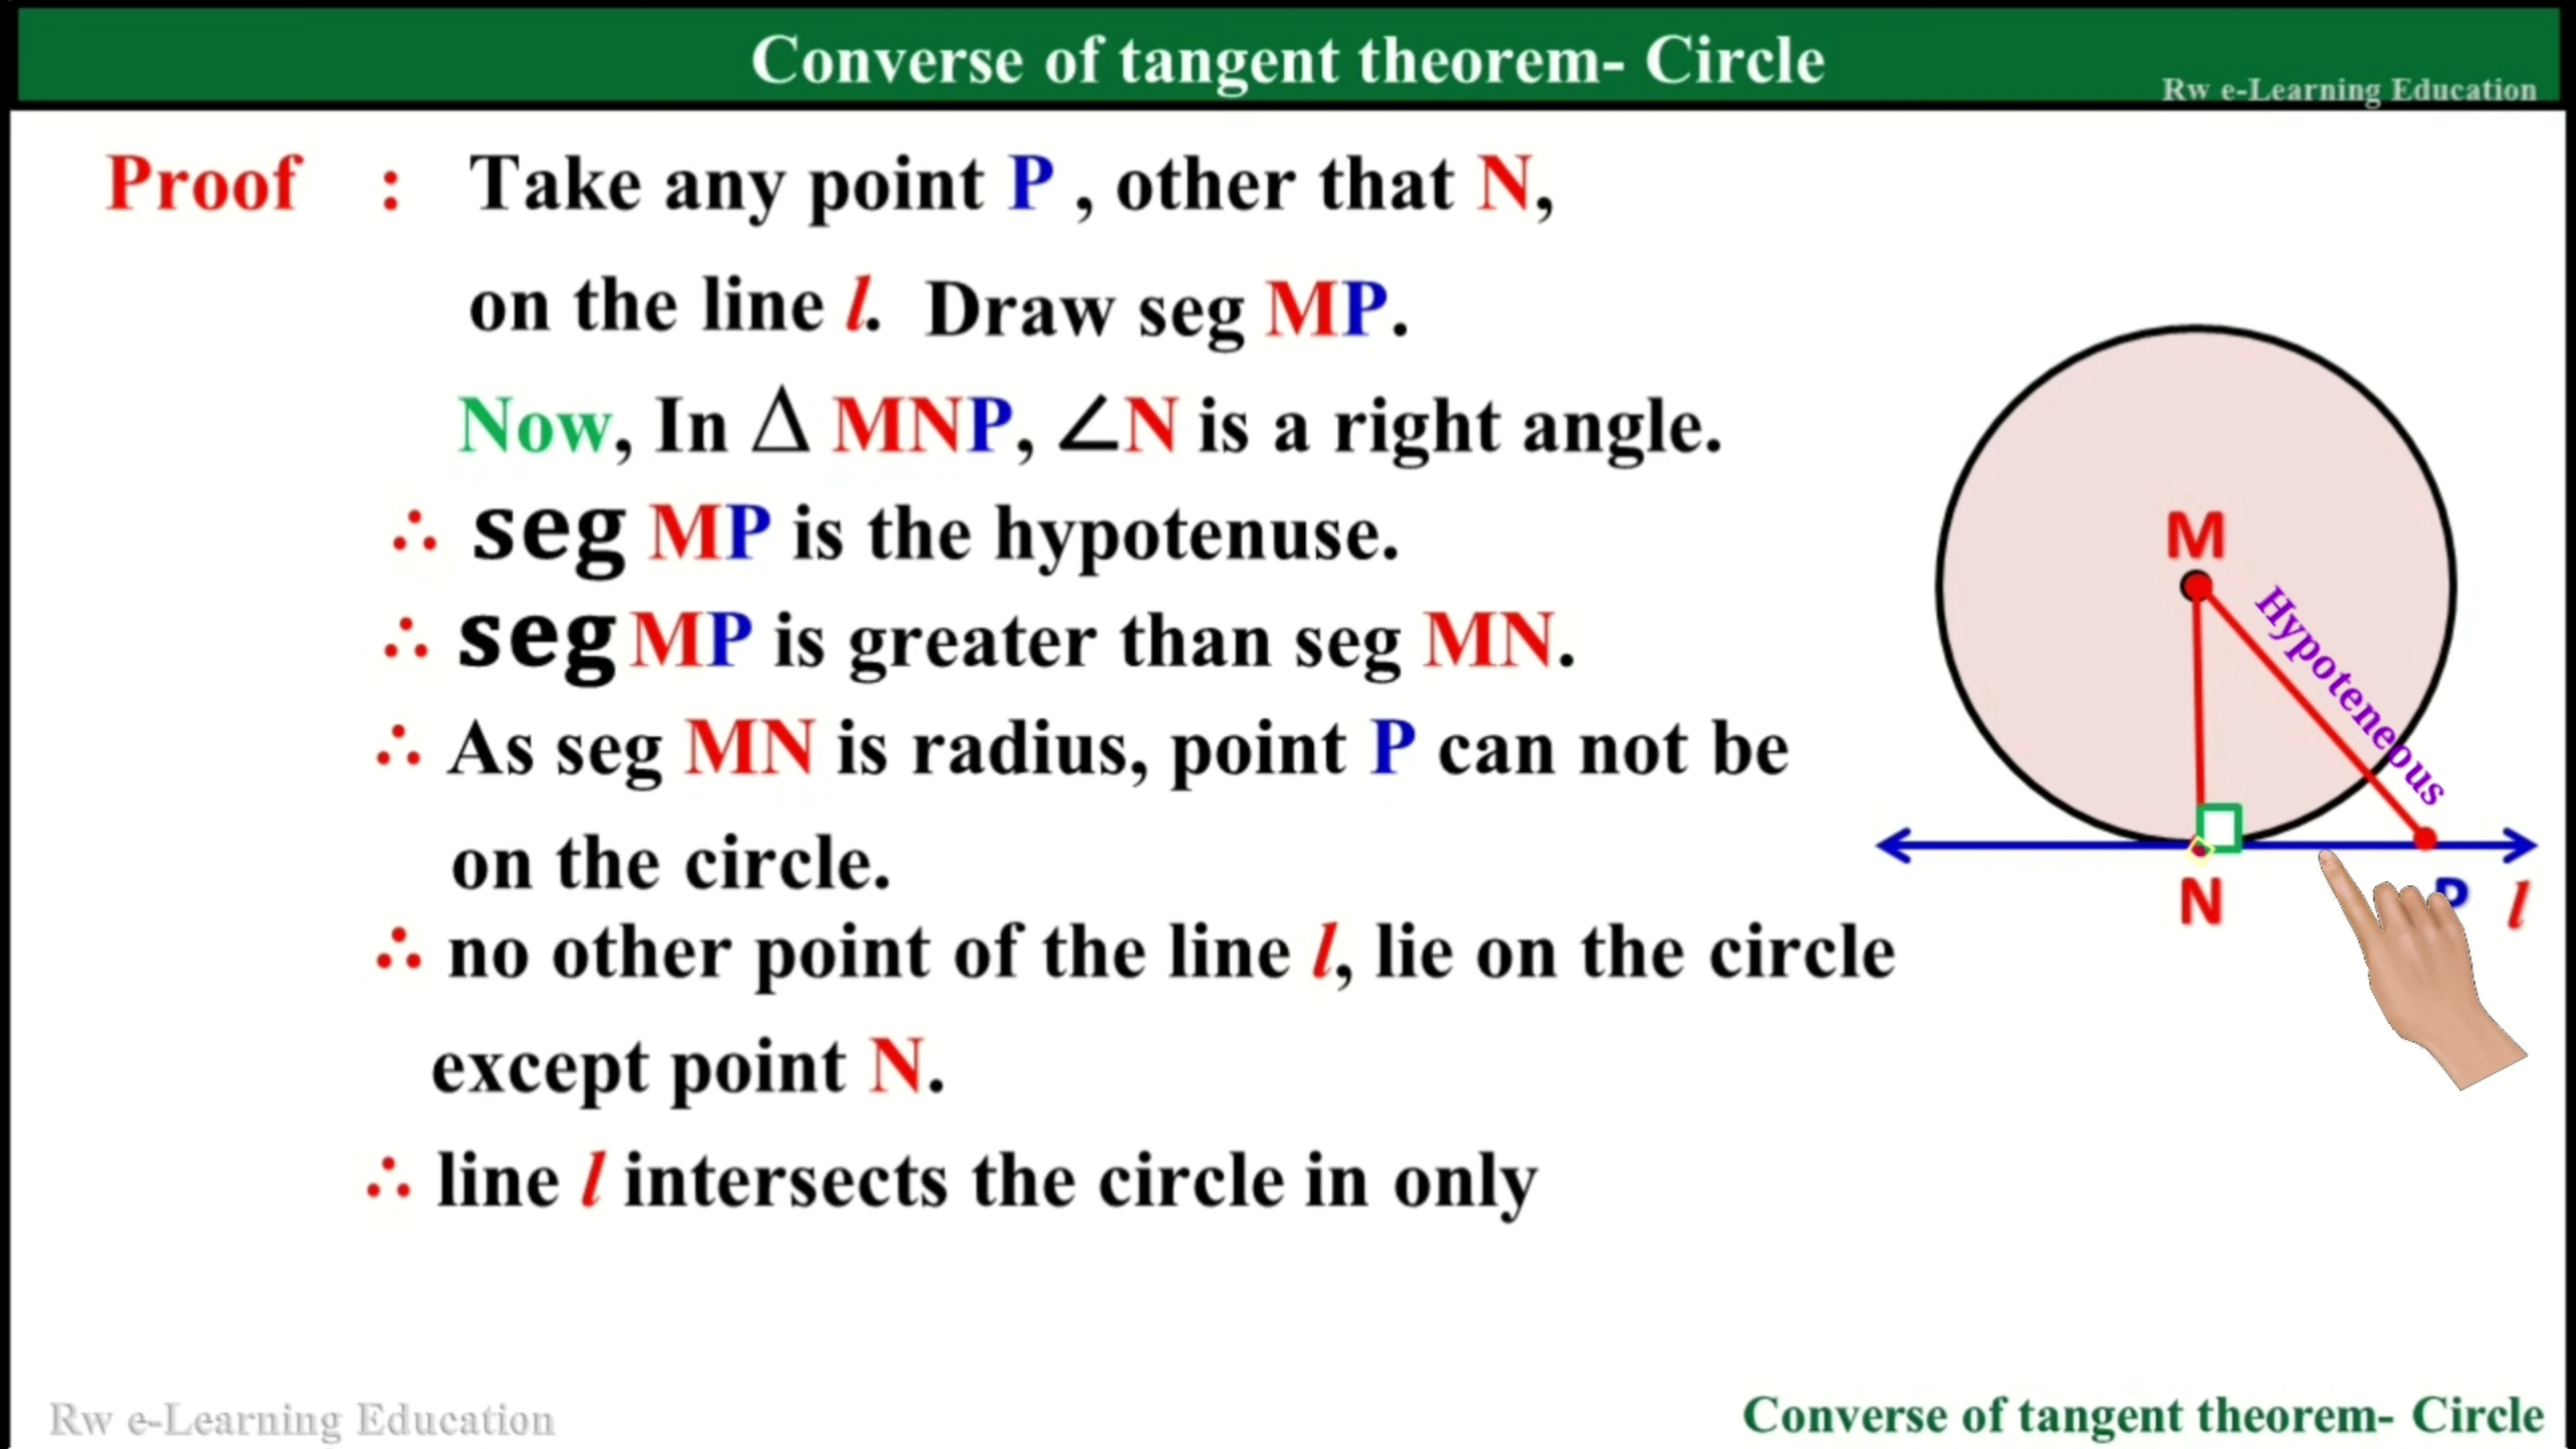 Converse of tangent theorem- Circle
Rw e-Learning Education
Proof : Take any point P , other that N,
on the line l. Draw seg MP.
Now, In Δ MNP, ∠N is a right angle.
∴ seg MP is the hypotenuse.
∴ seg MP is greater than seg MN.
∴ As seg MN is radius, point P can not be
on the circle.
∴ no other point of the line l, lie on the circle
except point N.
∴ line l intersects the circle in only
M
Hypoteneous
N
P
l
Rw e-Learning Education
Converse of tangent theorem- Circle